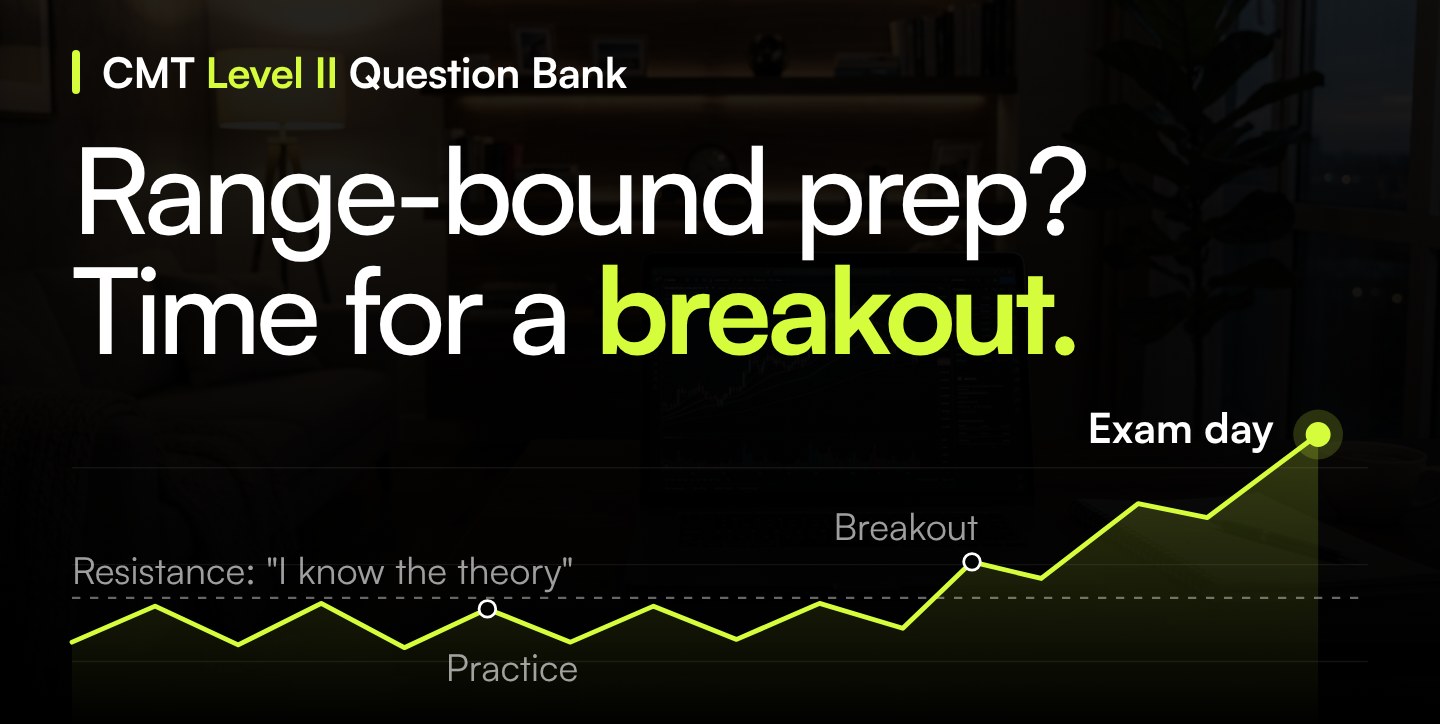 CMT Level II Question Bank
Range-bound prep?
Time for a breakout.
Exam day
Breakout
Resistance: "I know the theory"
Practice